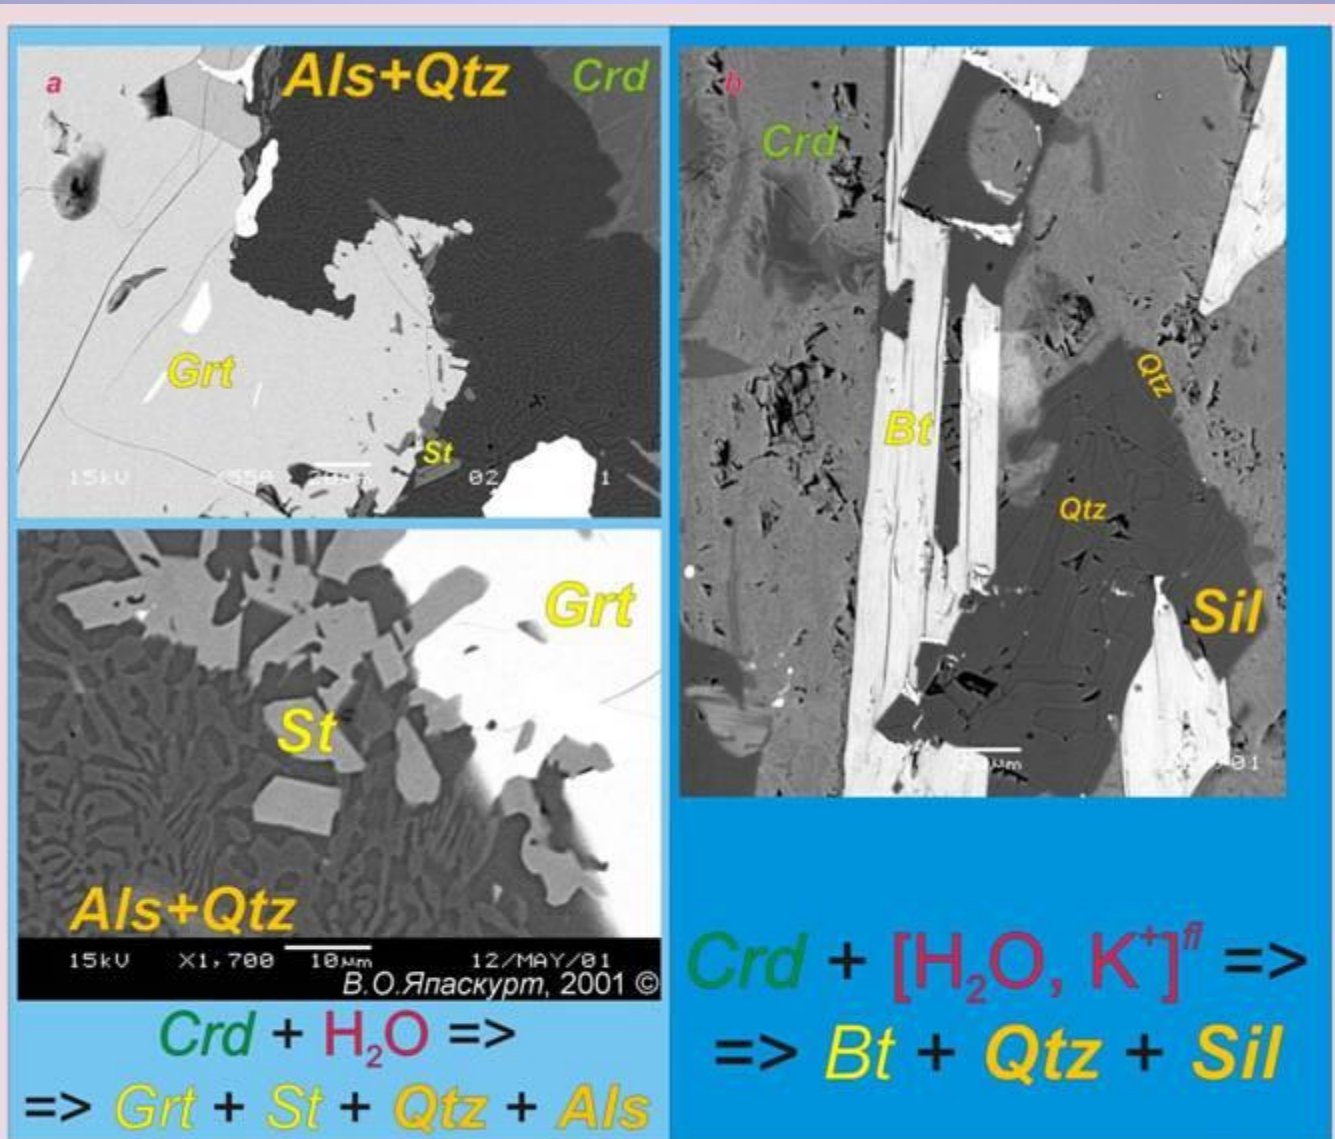 a
Als+Qtz
Crd
Grt
St
15kV
02
1
Grt
St
Als+Qtz
15kV X1,700 10μm 12/MAY/01
В.О.Япаскурт, 2001 ©
Crd + H₂O =>
=> Grt + St + Qtz + Als
b
Crd
Qtz
Bt
Qtz
Sil
01
Crd + [H₂O, K⁺]ᶠˡ =>
=> Bt + Qtz + Sil